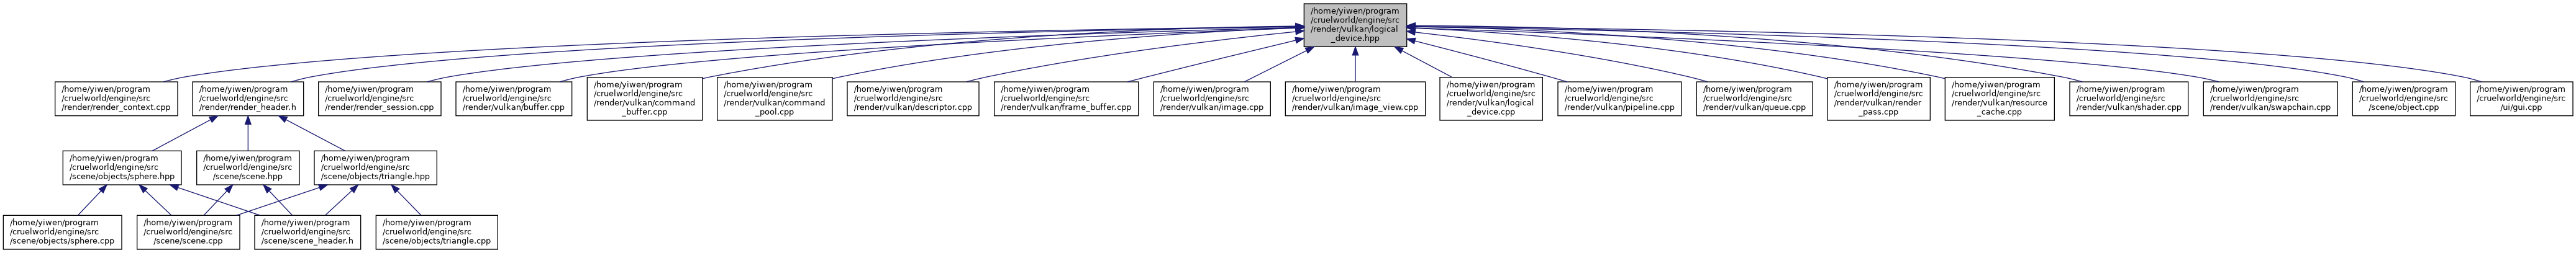 /home/yiwen/program
/cruelworld/engine/src
/render/vulkan/logical
_device.hpp
/home/yiwen/program
/cruelworld/engine/src
/render/render_context.cpp
/home/yiwen/program
/cruelworld/engine/src
/render/render_header.h
/home/yiwen/program
/cruelworld/engine/src
/render/render_session.cpp
/home/yiwen/program
/cruelworld/engine/src
/render/vulkan/buffer.cpp
/home/yiwen/program
/cruelworld/engine/src
/render/vulkan/command
_buffer.cpp
/home/yiwen/program
/cruelworld/engine/src
/render/vulkan/command
_pool.cpp
/home/yiwen/program
/cruelworld/engine/src
/render/vulkan/descriptor.cpp
/home/yiwen/program
/cruelworld/engine/src
/render/vulkan/frame_buffer.cpp
/home/yiwen/program
/cruelworld/engine/src
/render/vulkan/image.cpp
/home/yiwen/program
/cruelworld/engine/src
/render/vulkan/image_view.cpp
/home/yiwen/program
/cruelworld/engine/src
/render/vulkan/logical
_device.cpp
/home/yiwen/program
/cruelworld/engine/src
/render/vulkan/pipeline.cpp
/home/yiwen/program
/cruelworld/engine/src
/render/vulkan/queue.cpp
/home/yiwen/program
/cruelworld/engine/src
/render/vulkan/render
_pass.cpp
/home/yiwen/program
/cruelworld/engine/src
/render/vulkan/resource
_cache.cpp
/home/yiwen/program
/cruelworld/engine/src
/render/vulkan/shader.cpp
/home/yiwen/program
/cruelworld/engine/src
/render/vulkan/swapchain.cpp
/home/yiwen/program
/cruelworld/engine/src
/scene/object.cpp
/home/yiwen/program
/cruelworld/engine/src
/ui/gui.cpp
/home/yiwen/program
/cruelworld/engine/src
/scene/objects/sphere.hpp
/home/yiwen/program
/cruelworld/engine/src
/scene/scene.hpp
/home/yiwen/program
/cruelworld/engine/src
/scene/objects/triangle.hpp
/home/yiwen/program
/cruelworld/engine/src
/scene/objects/sphere.cpp
/home/yiwen/program
/cruelworld/engine/src
/scene/scene.cpp
/home/yiwen/program
/cruelworld/engine/src
/scene/scene_header.h
/home/yiwen/program
/cruelworld/engine/src
/scene/objects/triangle.cpp